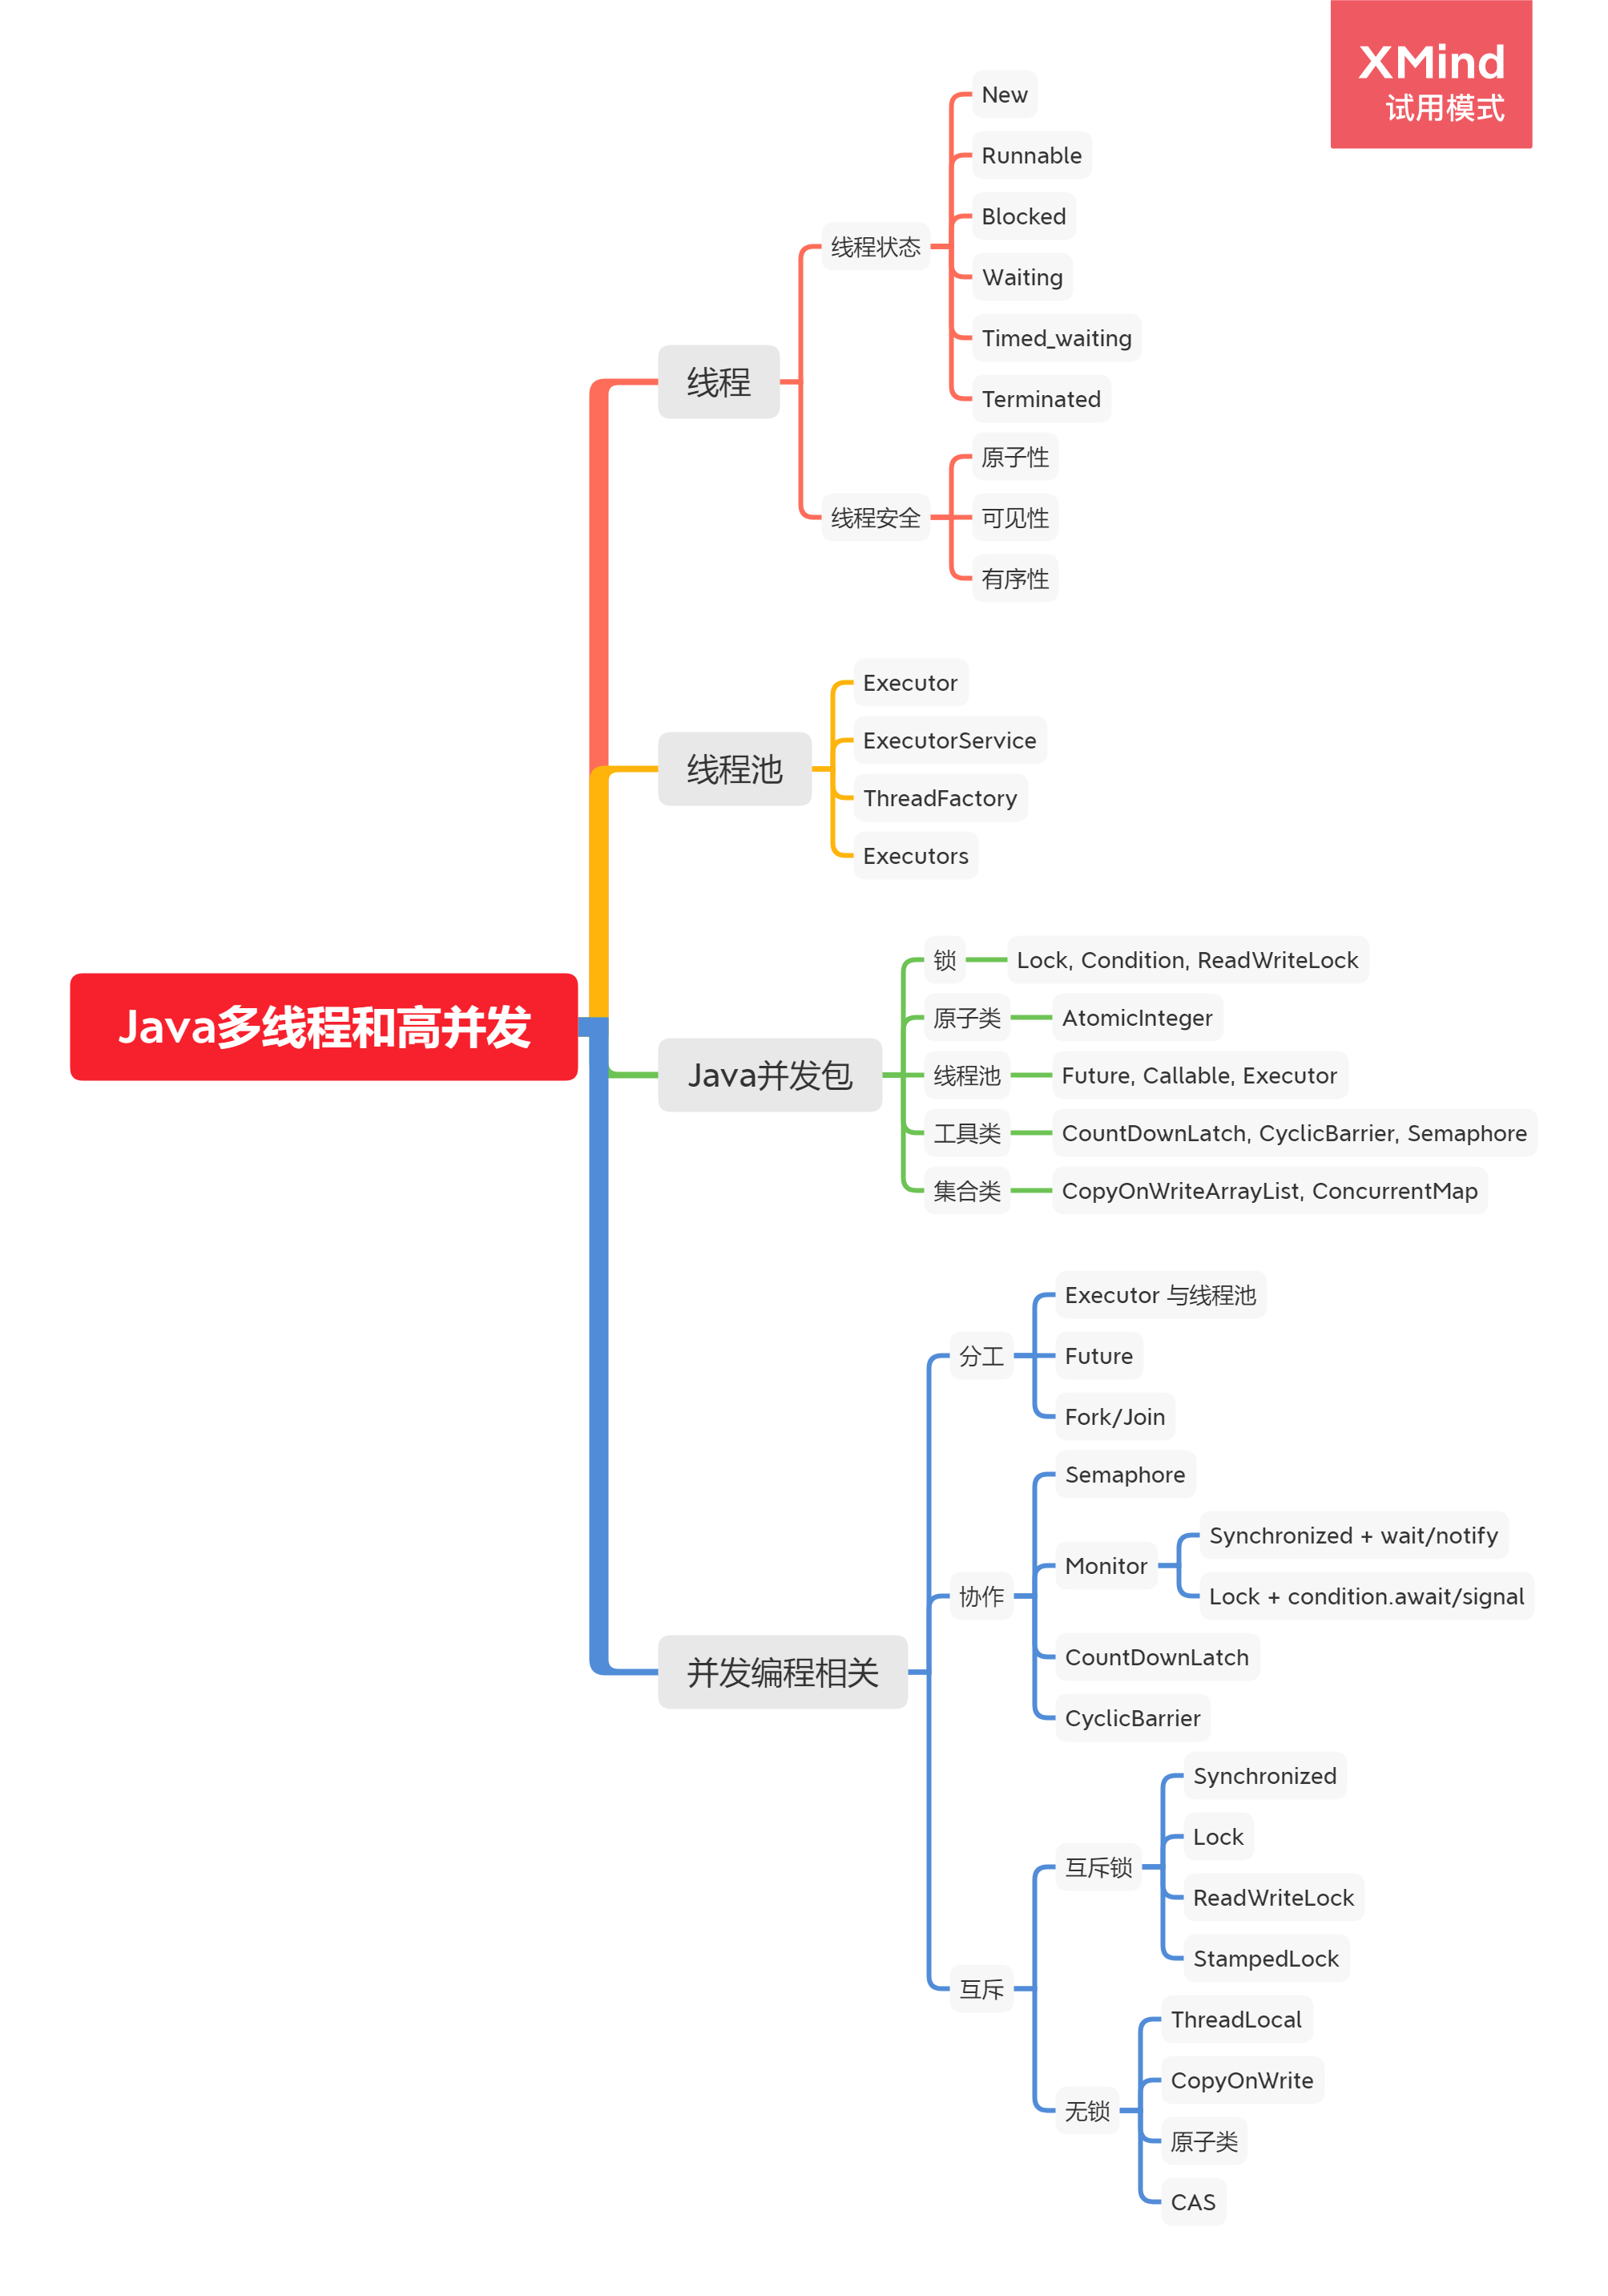 XMind
试用模式
Java多线程和高并发
线程
线程状态
New
Runnable
Blocked
Waiting
Timed_waiting
Terminated
线程安全
原子性
可见性
有序性
线程池
Executor
ExecutorService
ThreadFactory
Executors
Java并发包
锁
Lock, Condition, ReadWriteLock
原子类
AtomicInteger
线程池
Future, Callable, Executor
工具类
CountDownLatch, CyclicBarrier, Semaphore
集合类
CopyOnWriteArrayList, ConcurrentMap
并发编程相关
分工
Executor 与线程池
Future
Fork/Join
协作
Semaphore
Monitor
Synchronized + wait/notify
Lock + condition.await/signal
CountDownLatch
CyclicBarrier
互斥
互斥锁
Synchronized
Lock
ReadWriteLock
StampedLock
无锁
ThreadLocal
CopyOnWrite
原子类
CAS